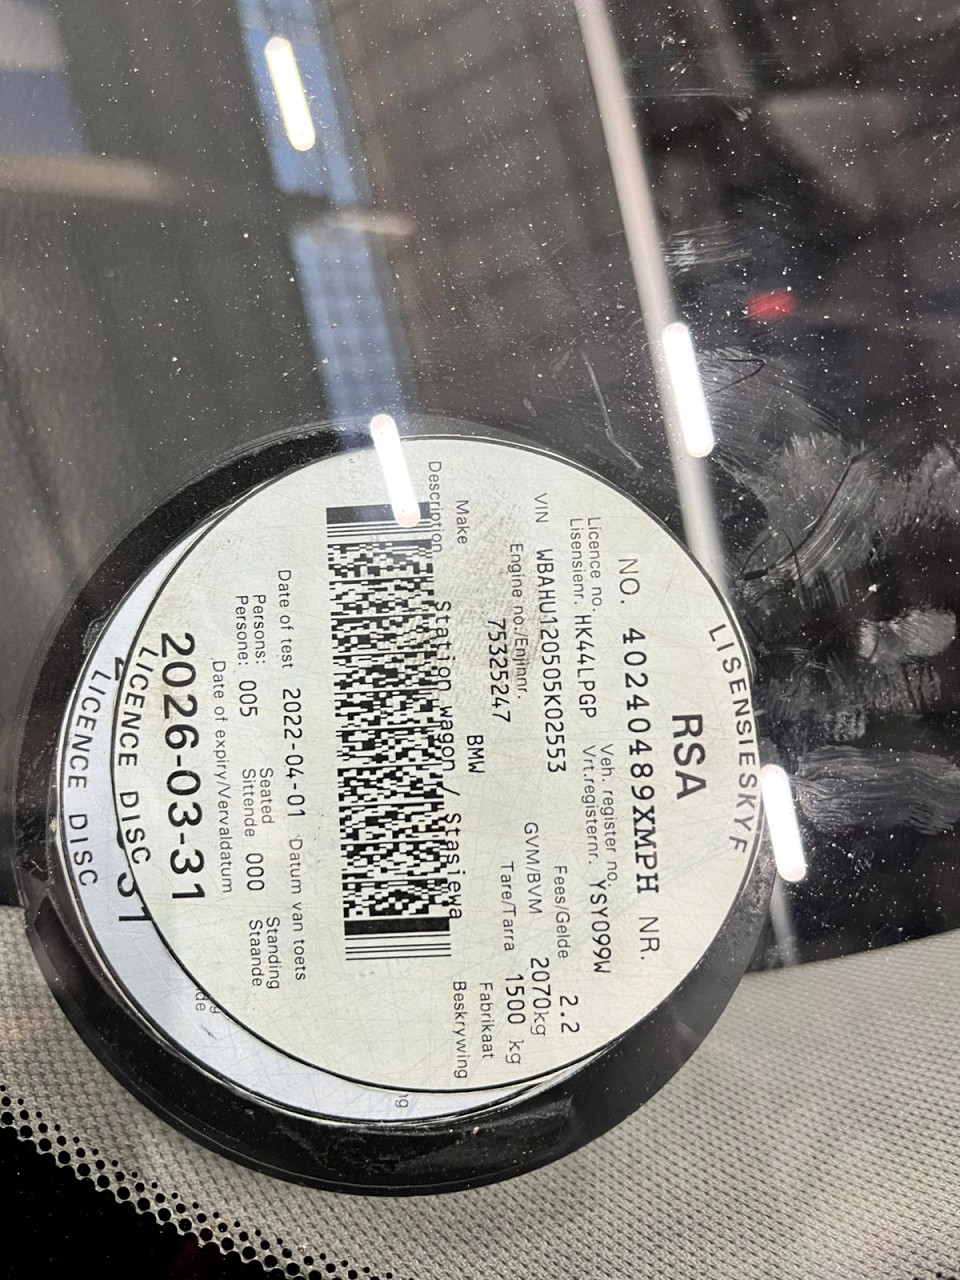 LISENSIESKYF
RSA
NO. 40240489XMPH NR.
Licence no. Veh. register no.
Lisensienr. HK44LPGP Vrt.registernr. YSY099W
VIN WBAHU120505K02553 Fees/Gelde 2.2
Engine no./Enjinnr. GVM/BVM 2070kg
75325247 Tare/Tarra 1500 kg
Make BMW Fabrikaat
Description Station wagon / Stasiewa Beskrywing
Date of test 2022-04-01 Datum van toets
Persons: Seated Standing
Persone: 005 Sittende 000 Staande
Date of expiry/Vervaldatum
2026-03-31
LICENCE DISC
31
LICENCE DISC